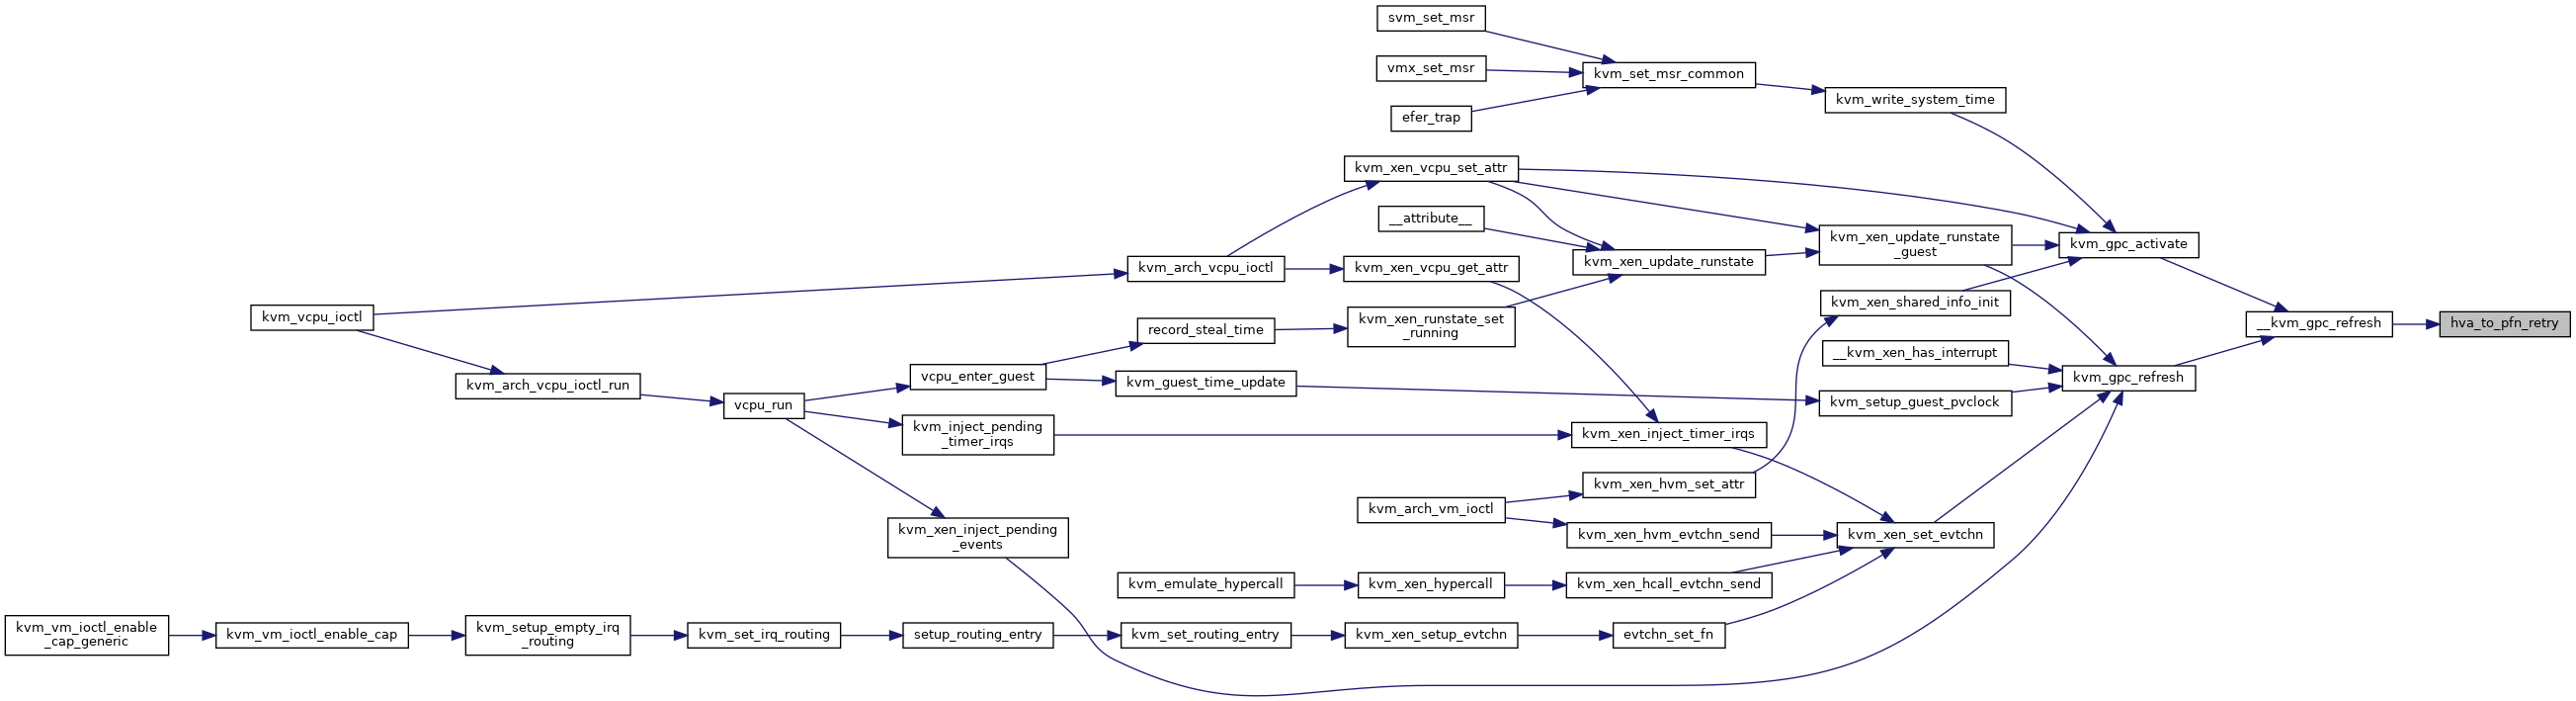 svm_set_msr
vmx_set_msr
kvm_set_msr_common
kvm_write_system_time
efer_trap
kvm_xen_vcpu_set_attr
__attribute__
kvm_xen_update_runstate
_guest
kvm_gpc_activate
kvm_xen_update_runstate
kvm_arch_vcpu_ioctl
kvm_xen_vcpu_get_attr
kvm_xen_shared_info_init
kvm_vcpu_ioctl
kvm_xen_runstate_set
_running
record_steal_time
__kvm_gpc_refresh
hva_to_pfn_retry
__kvm_xen_has_interrupt
kvm_arch_vcpu_ioctl_run
vcpu_enter_guest
kvm_guest_time_update
kvm_gpc_refresh
vcpu_run
kvm_setup_guest_pvclock
kvm_inject_pending
_timer_irqs
kvm_xen_inject_timer_irqs
kvm_xen_hvm_set_attr
kvm_arch_vm_ioctl
kvm_xen_inject_pending
_events
kvm_xen_hvm_evtchn_send
kvm_xen_set_evtchn
kvm_emulate_hypercall
kvm_xen_hypercall
kvm_xen_hcall_evtchn_send
kvm_vm_ioctl_enable
_cap_generic
kvm_vm_ioctl_enable_cap
kvm_setup_empty_irq
_routing
kvm_set_irq_routing
setup_routing_entry
kvm_set_routing_entry
kvm_xen_setup_evtchn
evtchn_set_fn